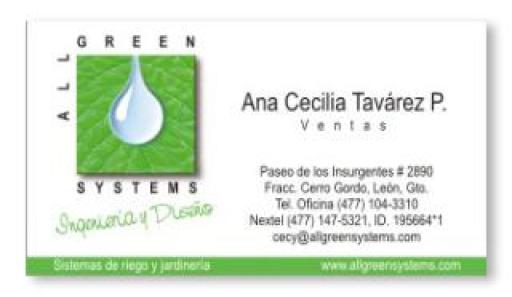 ALL GREEN
SYSTEMS
Ingeniería y Diseño
Ana Cecilia Tavárez P.
Ventas
Paseo de los Insurgentes # 2890
Fracc. Cerro Gordo, León, Gto.
Tel. Oficina (477) 104-3310
Nextel (477) 147-5321, ID. 195664*1
cecy@allgreensystems.com
Sistemas de riego y jardinería
www.allgreensystems.com